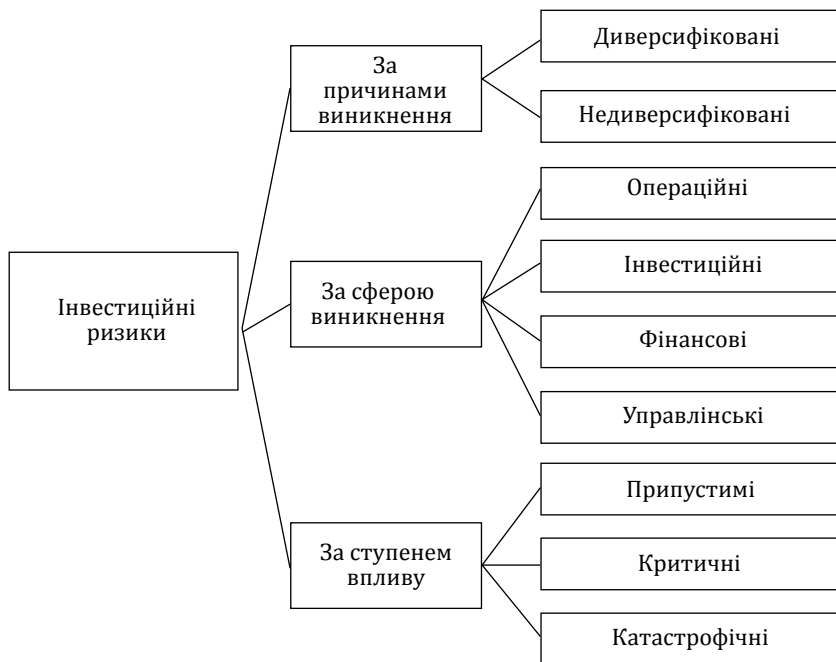 Інвестиційні
ризики
За
причинами
виникнення
Диверсифіковані
Недиверсифіковані
За сферою
виникнення
Операційні
Інвестиційні
Фінансові
Управлінські
За ступенем
впливу
Припустимі
Критичні
Катастрофічні